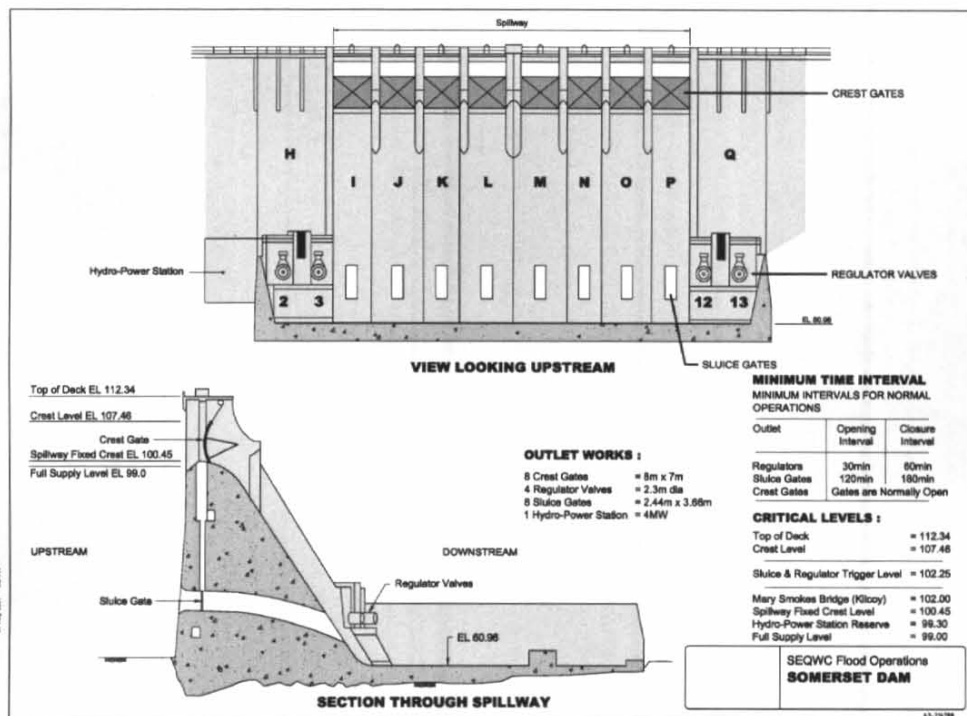 Spillway
CREST GATES
H I J K L M N O P Q
Hydro-Power Station
REGULATOR VALVES
2 3 12 13
EL 60.96
SLUICE GATES
VIEW LOOKING UPSTREAM
Top of Deck EL 112.34
Crest Level EL 107.46
Crest Gate
Spillway Fixed Crest EL 100.45
Full Supply Level EL 99.0
UPSTREAM
DOWNSTREAM
Sluice Gate
Regulator Valves
EL 60.96
SECTION THROUGH SPILLWAY
OUTLET WORKS :
8 Crest Gates = 8m x 7m
4 Regulator Valves = 2.3m dia
8 Sluice Gates = 2.44m x 3.66m
1 Hydro-Power Station = 4MW
MINIMUM TIME INTERVAL
MINIMUM INTERVALS FOR NORMAL
OPERATIONS
Outlet Opening Interval Closure Interval
Regulators 30min 60min
Sluice Gates 120min 180min
Crest Gates Gates are Normally Open
CRITICAL LEVELS :
Top of Deck = 112.34
Crest Level = 107.46
Sluice & Regulator Trigger Level = 102.25
Mary Smokes Bridge (Kilcoy) = 102.00
Spillway Fixed Crest Level = 100.45
Hydro-Power Station Reserve = 99.30
Full Supply Level = 99.00
SEQWC Flood Operations
SOMERSET DAM